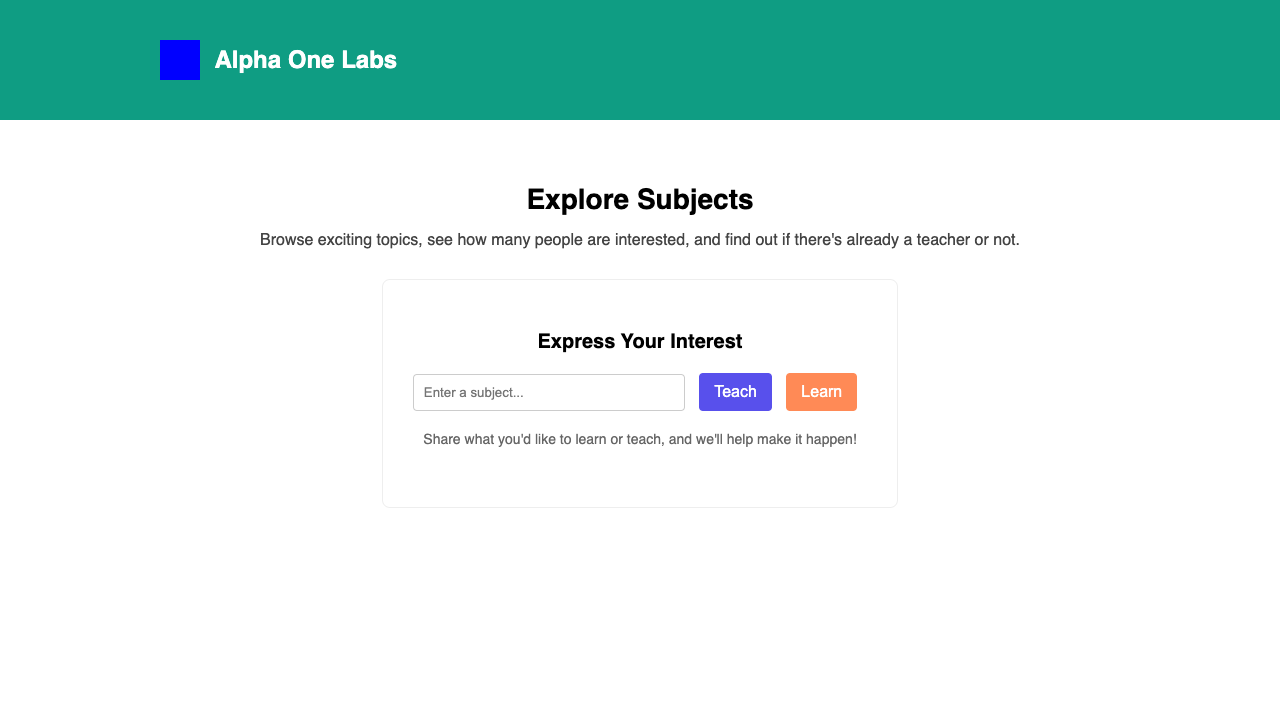 Alpha One Labs
Explore Subjects
Browse exciting topics, see how many people are interested, and find out if there's already a teacher or not.
Express Your Interest
Enter a subject... Teach Learn
Share what you'd like to learn or teach, and we'll help make it happen!